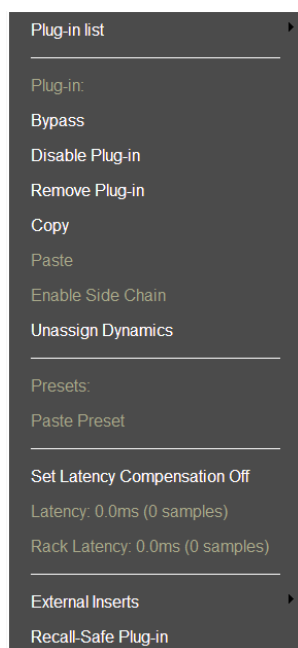 Plug-in list
Plug-in:
Bypass
Disable Plug-in
Remove Plug-in
Copy
Paste
Enable Side Chain
Unassign Dynamics
Presets:
Paste Preset
Set Latency Compensation Off
Latency: 0.0ms (0 samples)
Rack Latency: 0.0ms (0 samples)
External Inserts
Recall-Safe Plug-in